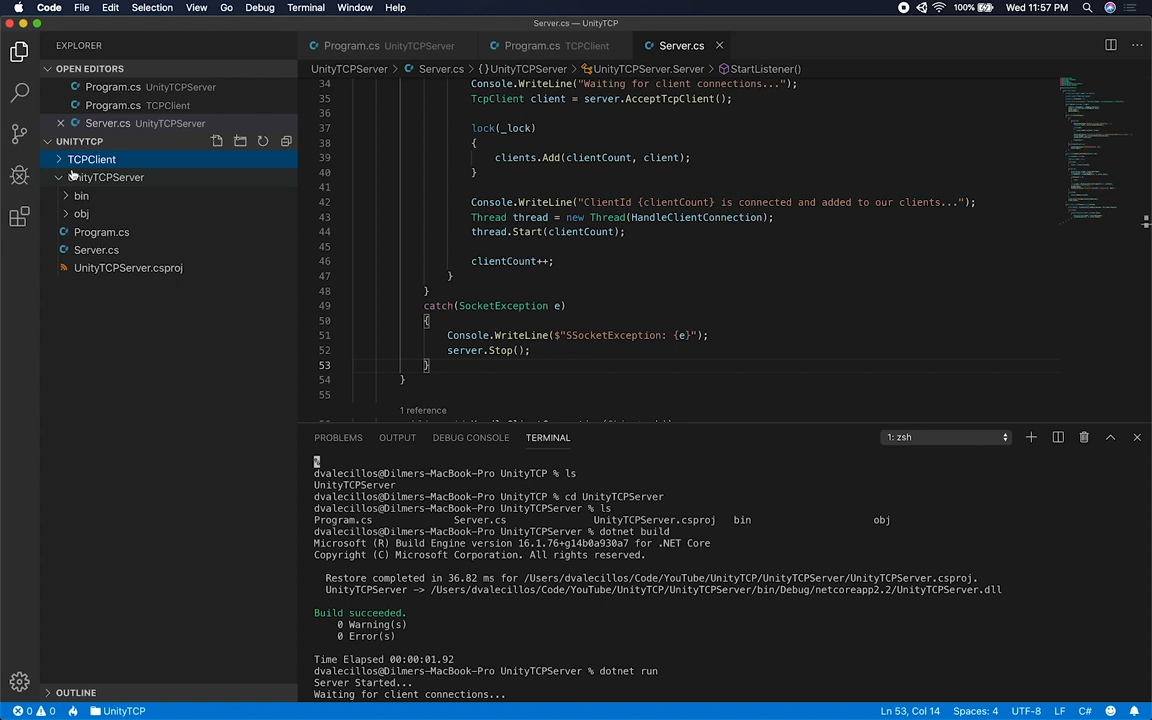 Code File Edit Selection View Go Debug Terminal Window Help 100% Wed 11:57 PM
Server.cs — UnityTCP
EXPLORER
OPEN EDITORS
Program.cs UnityTCPServer
Program.cs TCPClient
Server.cs UnityTCPServer
UNITYTCP
TCPClient
UnityTCPServer
bin
obj
Program.cs
Server.cs
UnityTCPServer.csproj
OUTLINE
Program.cs UnityTCPServer Program.cs TCPClient Server.cs
UnityTCPServer > Server.cs > {} UnityTCPServer > UnityTCPServer.Server > StartListener()
34 Console.WriteLine("Waiting for client connections...");
35 TcpClient client = server.AcceptTcpClient();
36
37 lock(_lock)
38 {
39 clients.Add(clientCount, client);
40 }
41
42 Console.WriteLine("ClientId {clientCount} is connected and added to our clients...");
43 Thread thread = new Thread(HandleClientConnection);
44 thread.Start(clientCount);
45
46 clientCount++;
47 }
48 }
49 catch(SocketException e)
50 {
51 Console.WriteLine($"SSocketException: {e}");
52 server.Stop();
53 }
54 }
55
1 reference
PROBLEMS OUTPUT DEBUG CONSOLE TERMINAL 1: zsh
%
dvalecillos@Dilmers-MacBook-Pro UnityTCP % ls
UnityTCPServer
dvalecillos@Dilmers-MacBook-Pro UnityTCP % cd UnityTCPServer
dvalecillos@Dilmers-MacBook-Pro UnityTCPServer % ls
Program.cs Server.cs UnityTCPServer.csproj bin obj
dvalecillos@Dilmers-MacBook-Pro UnityTCPServer % dotnet build
Microsoft (R) Build Engine version 16.1.76+g14b0a930a7 for .NET Core
Copyright (C) Microsoft Corporation. All rights reserved.
Restore completed in 36.82 ms for /Users/dvalecillos/Code/YouTube/UnityTCP/UnityTCPServer/UnityTCPServer.csproj.
UnityTCPServer -> /Users/dvalecillos/Code/YouTube/UnityTCP/UnityTCPServer/bin/Debug/netcoreapp2.2/UnityTCPServer.dll
Build succeeded.
0 Warning(s)
0 Error(s)
Time Elapsed 00:00:01.92
dvalecillos@Dilmers-MacBook-Pro UnityTCPServer % dotnet run
Server Started...
Waiting for client connections...
0 0 UnityTCP Ln 53, Col 14 Spaces: 4 UTF-8 LF C#